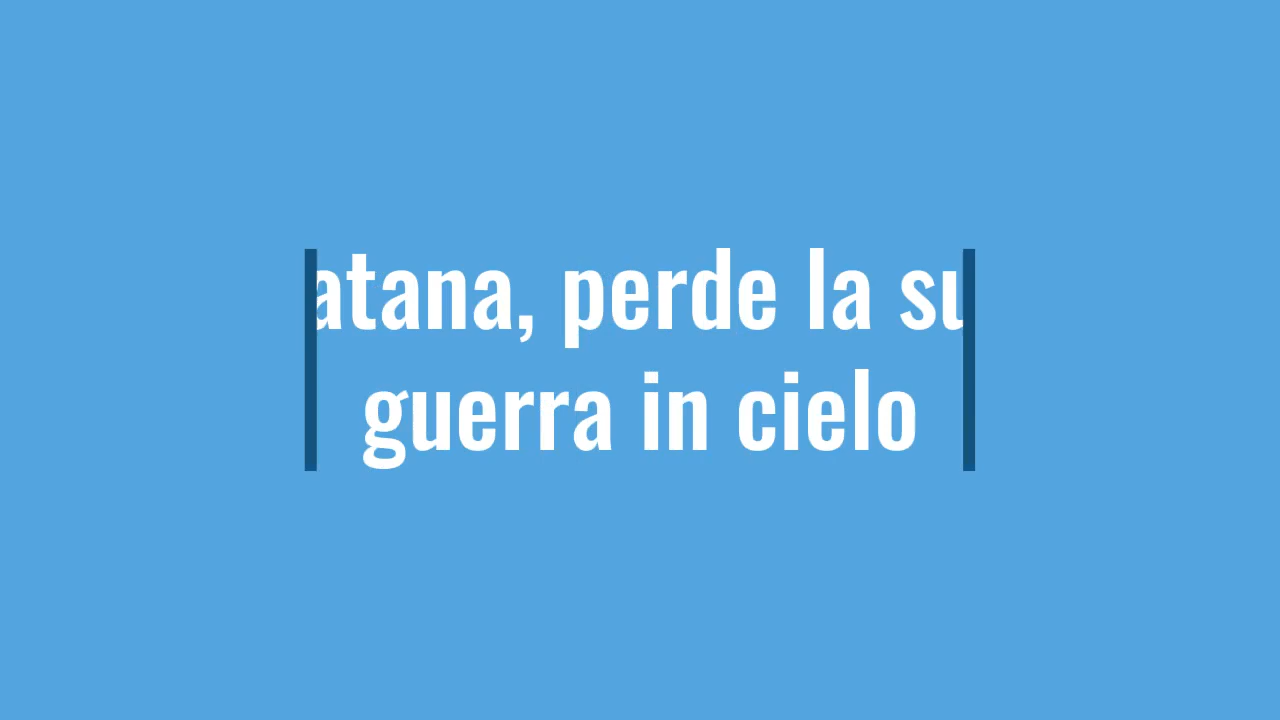 atana, perde la su
guerra in cielo